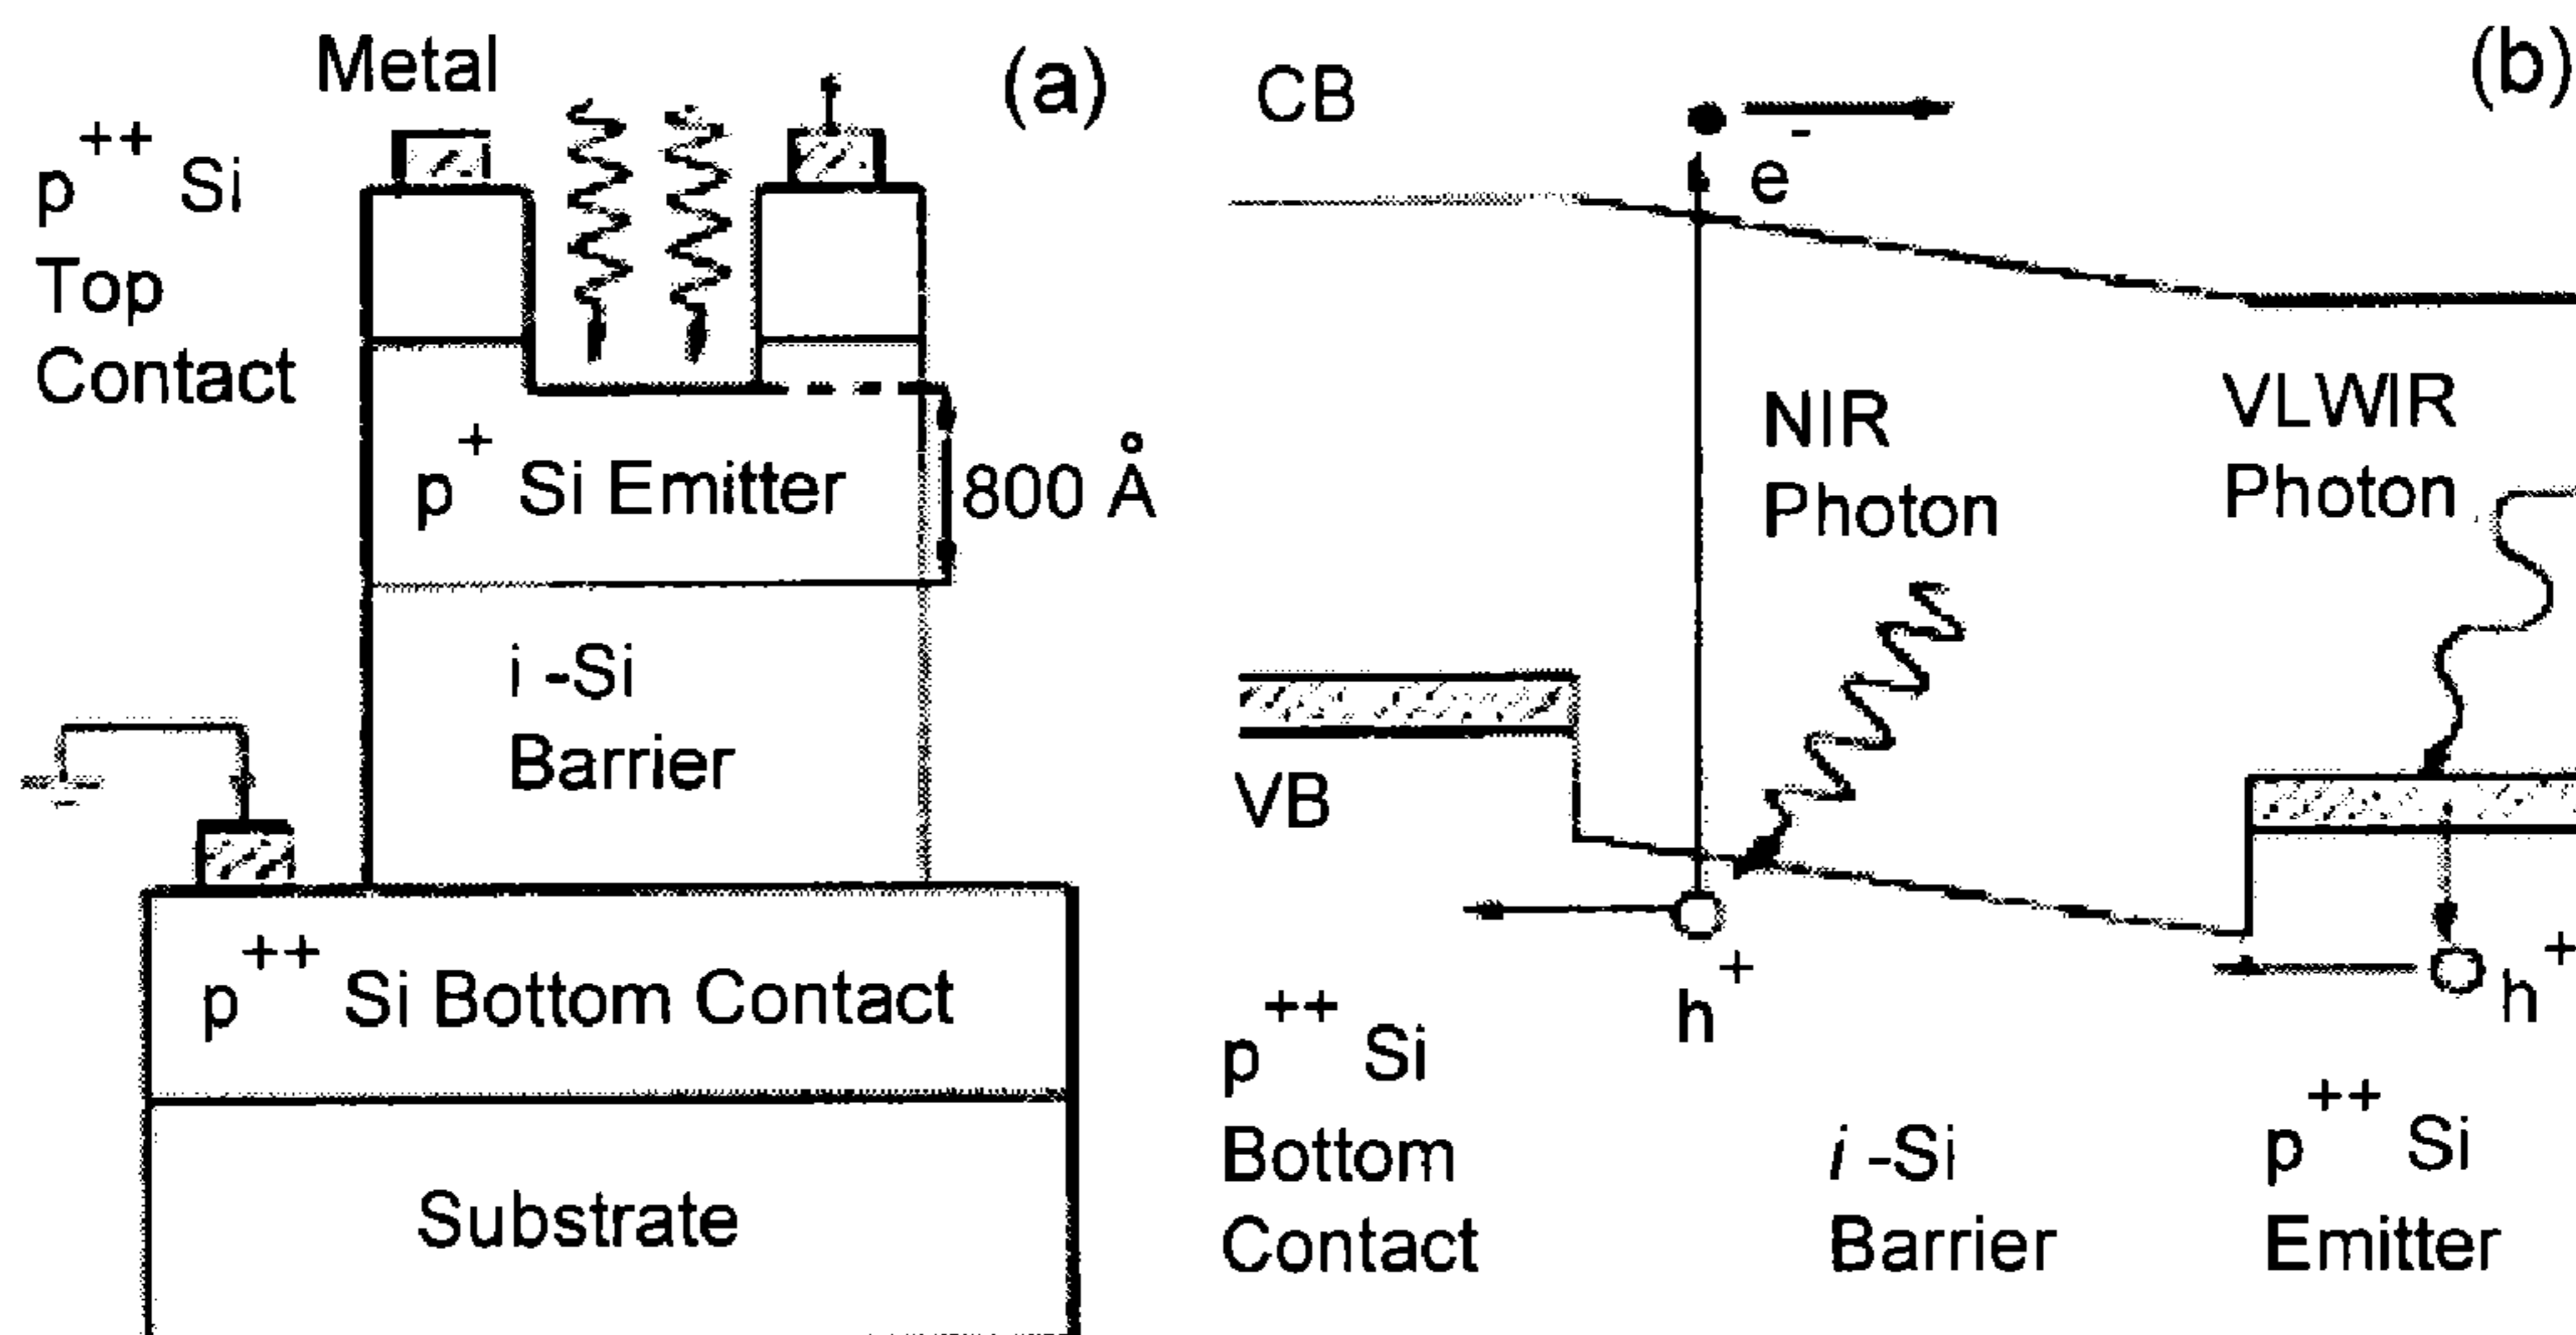 Metal
(a)
p++ Si
Top
Contact
p+ Si Emitter
800 Å
i -Si
Barrier
p++ Si Bottom Contact
Substrate
(b)
CB
e-
NIR
Photon
VLWIR
Photon
VB
h+
h+
p++ Si
Bottom
Contact
i -Si
Barrier
p++ Si
Emitter